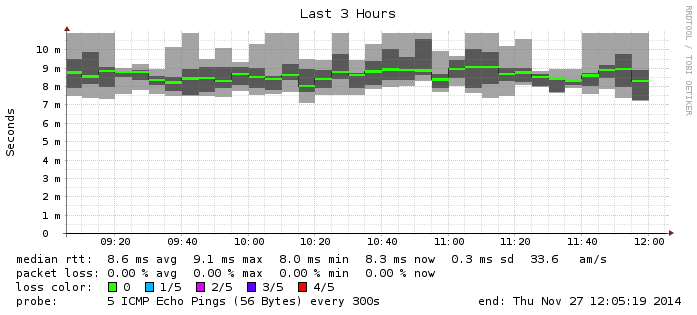 Last 3 Hours
RRDTOOL / TOBI OETIKER
Seconds
10 m
9 m
8 m
7 m
6 m
5 m
4 m
3 m
2 m
1 m
0
09:20 09:40 10:00 10:20 10:40 11:00 11:20 11:40 12:00
median rtt: 8.6 ms avg 9.1 ms max 8.0 ms min 8.3 ms now 0.3 ms sd 33.6 am/s
packet loss: 0.00 % avg 0.00 % max 0.00 % min 0.00 % now
loss color: 0 1/5 2/5 3/5 4/5
probe: 5 ICMP Echo Pings (56 Bytes) every 300s end: Thu Nov 27 12:05:19 2014